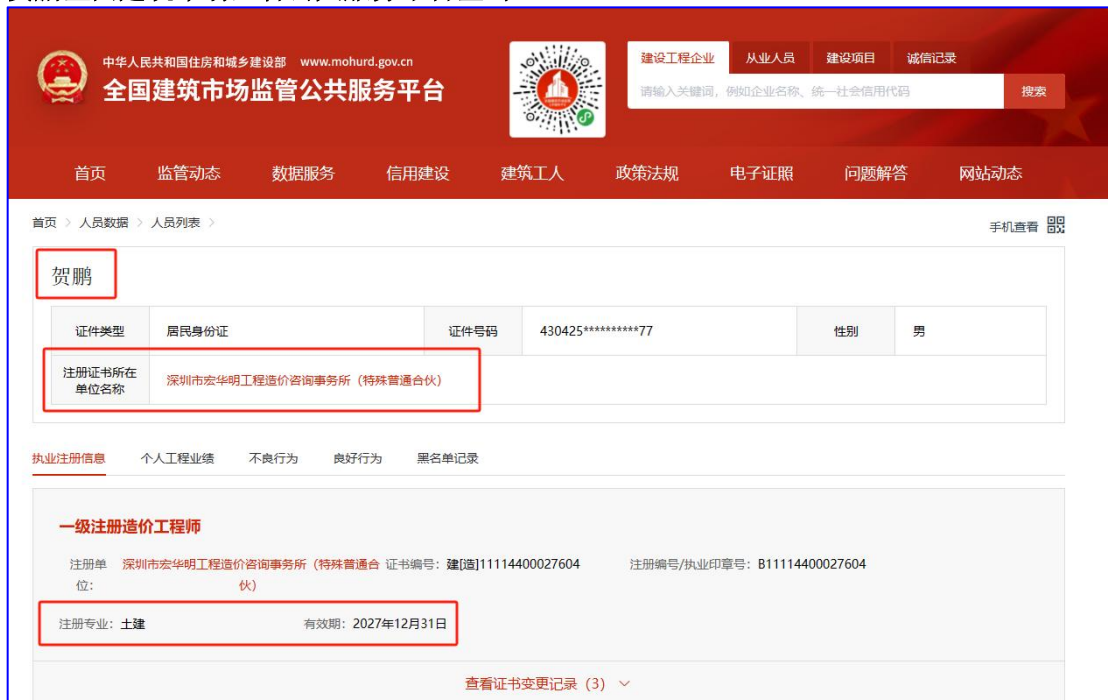 中华人民共和国住房和城乡建设部 www.mohurd.gov.cn
全国建筑市场监管公共服务平台
建设工程企业 从业人员 建设项目 诚信记录
请输入关键词，例如企业名称、统一社会信用代码 搜索
首页 监管动态 数据服务 信用建设 建筑工人 政策法规 电子证照 问题解答 网站动态
首页 > 人员数据 > 人员列表 >
手机查看
贺鹏
证件类型 居民身份证 证件号码 430425**********77 性别 男
注册证书所在
单位名称
深圳市宏华明工程造价咨询事务所（特殊普通合伙）
执业注册信息 个人工程业绩 不良行为 良好行为 黑名单记录
一级注册造价工程师
注册单 深圳市宏华明工程造价咨询事务所（特殊普通合 证书编号：建[造]11114400027604 注册编号/执业印章号：B11114400027604
位： 伙）
注册专业：土建 有效期：2027年12月31日
查看证书变更记录（3）